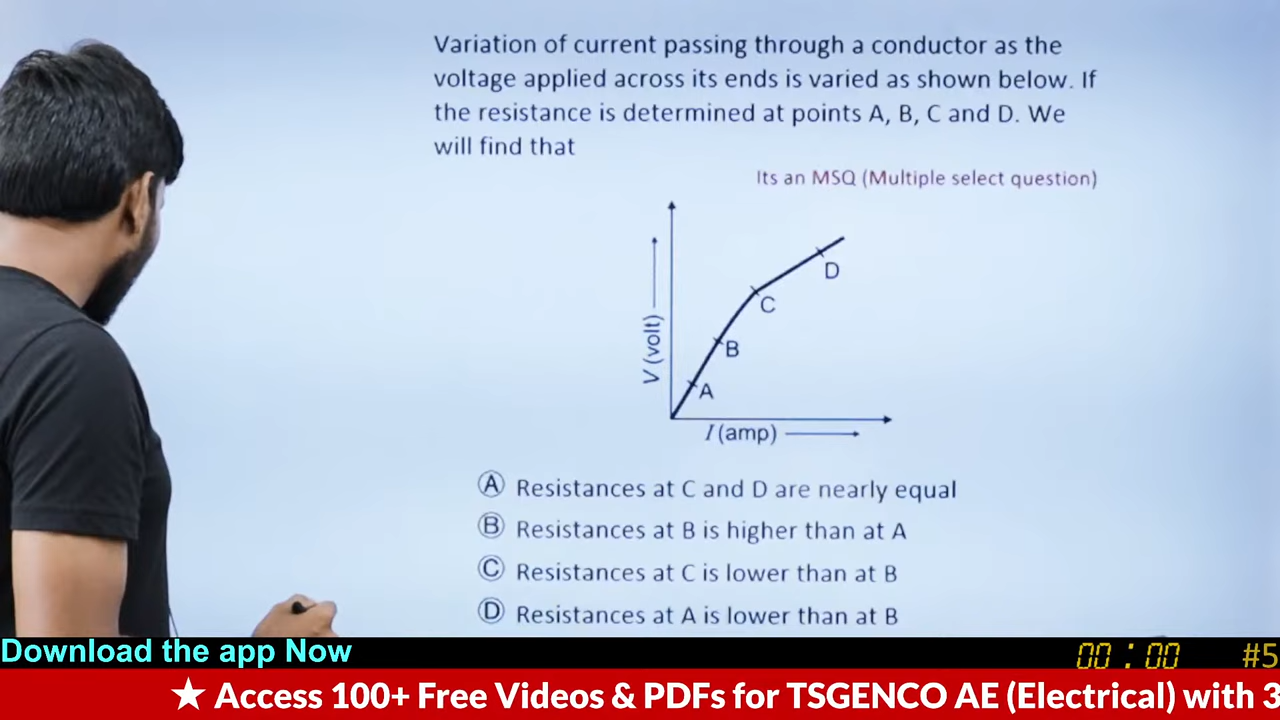 Variation of current passing through a conductor as the
voltage applied across its ends is varied as shown below. If
the resistance is determined at points A, B, C and D. We
will find that
Its an MSQ (Multiple select question)
V (volt)
D
C
B
A
I (amp)
Ⓐ Resistances at C and D are nearly equal
Ⓑ Resistances at B is higher than at A
Ⓒ Resistances at C is lower than at B
Ⓓ Resistances at A is lower than at B
Download the app Now
00 : 00 #5
★ Access 100+ Free Videos & PDFs for TSGENCO AE (Electrical) with 3